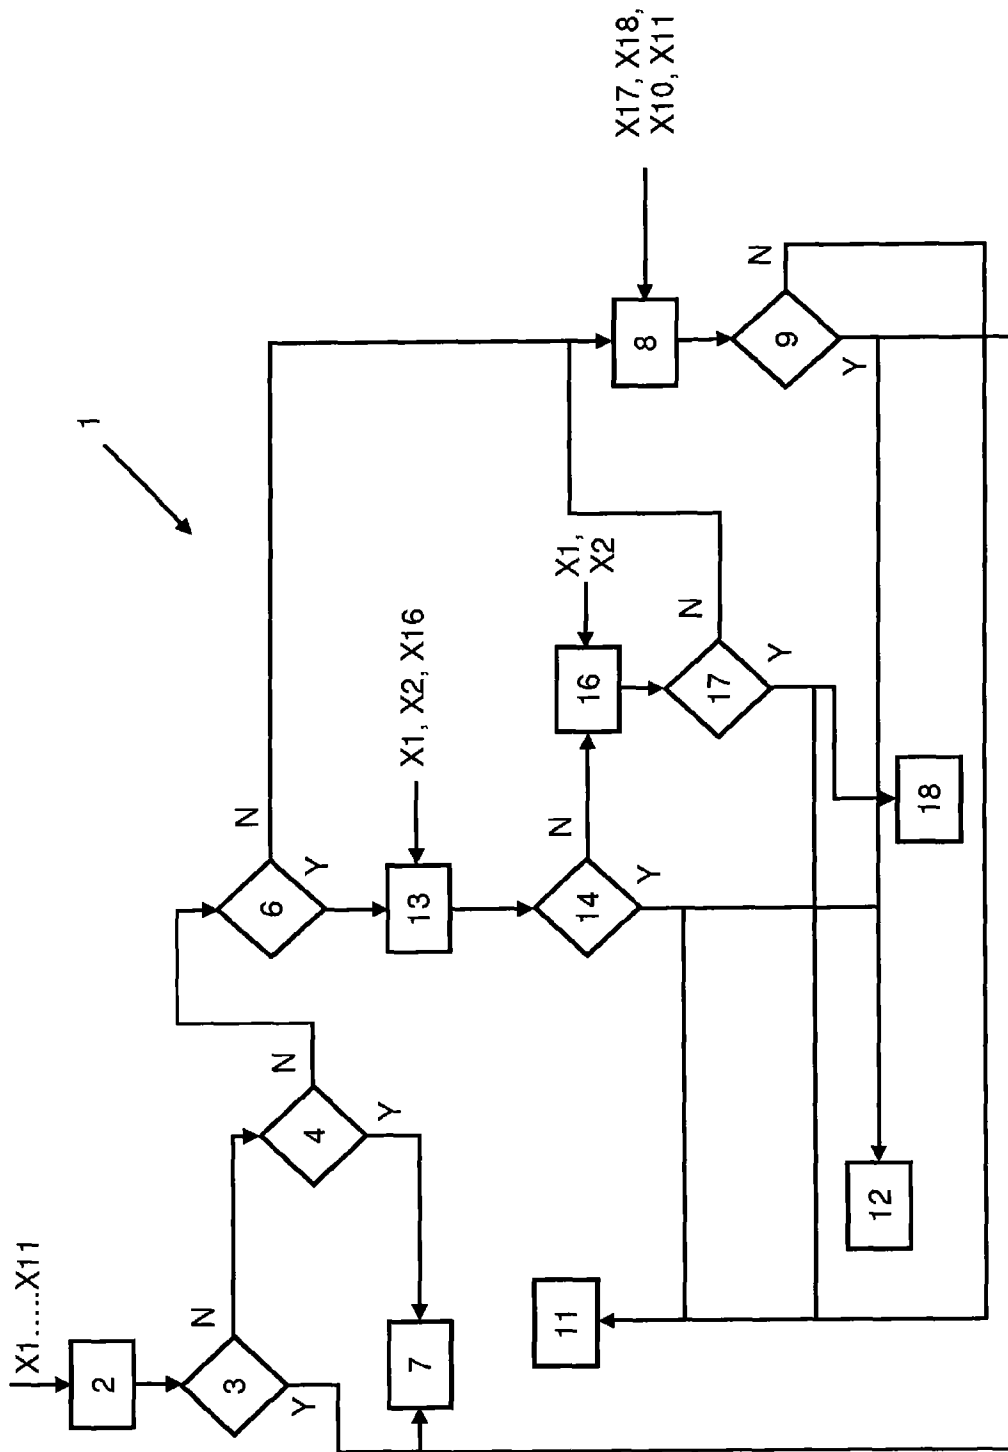 1
X1.....X11
2
3
N
Y
4
N
Y
7
6
N
Y
13
X1, X2, X16
14
N
Y
16
X1,
X2
17
N
Y
18
8
X17, X18,
X10, X11
9
N
Y
11
12